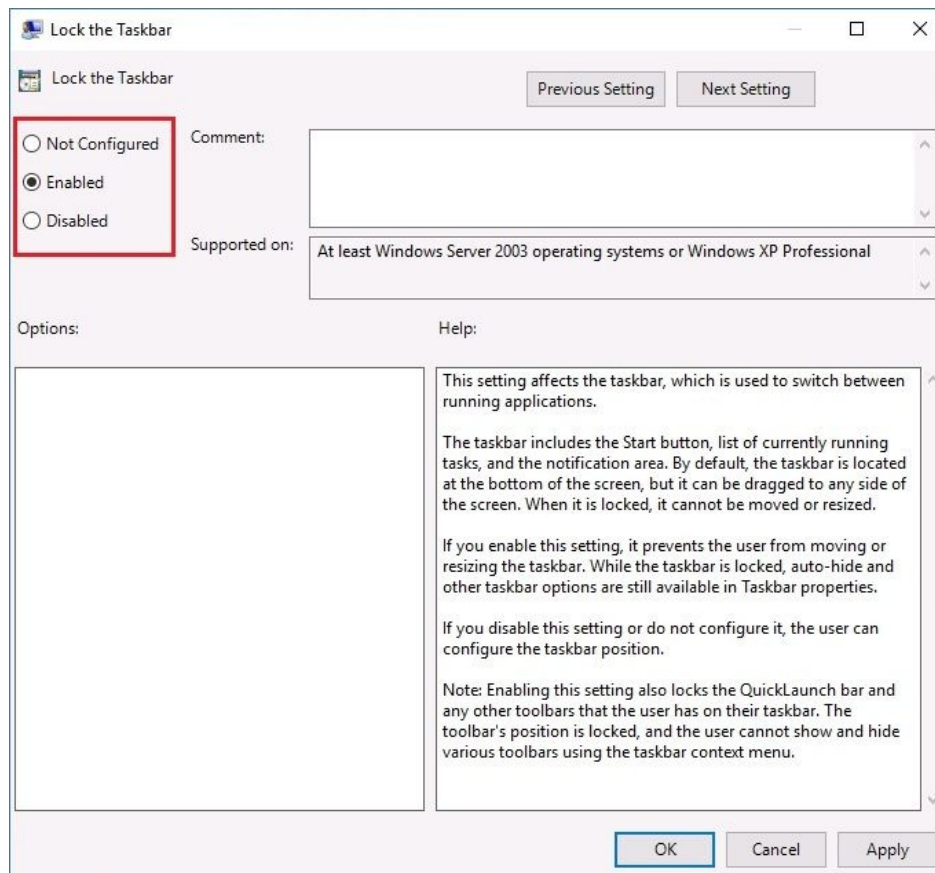 Lock the Taskbar
Lock the Taskbar
Previous Setting
Next Setting
Not Configured
Enabled
Disabled
Comment:
Supported on:
At least Windows Server 2003 operating systems or Windows XP Professional
Options:
Help:
This setting affects the taskbar, which is used to switch between
running applications.
The taskbar includes the Start button, list of currently running
tasks, and the notification area. By default, the taskbar is located
at the bottom of the screen, but it can be dragged to any side of
the screen. When it is locked, it cannot be moved or resized.
If you enable this setting, it prevents the user from moving or
resizing the taskbar. While the taskbar is locked, auto-hide and
other taskbar options are still available in Taskbar properties.
If you disable this setting or do not configure it, the user can
configure the taskbar position.
Note: Enabling this setting also locks the QuickLaunch bar and
any other toolbars that the user has on their taskbar. The
toolbar's position is locked, and the user cannot show and hide
various toolbars using the taskbar context menu.
OK
Cancel
Apply